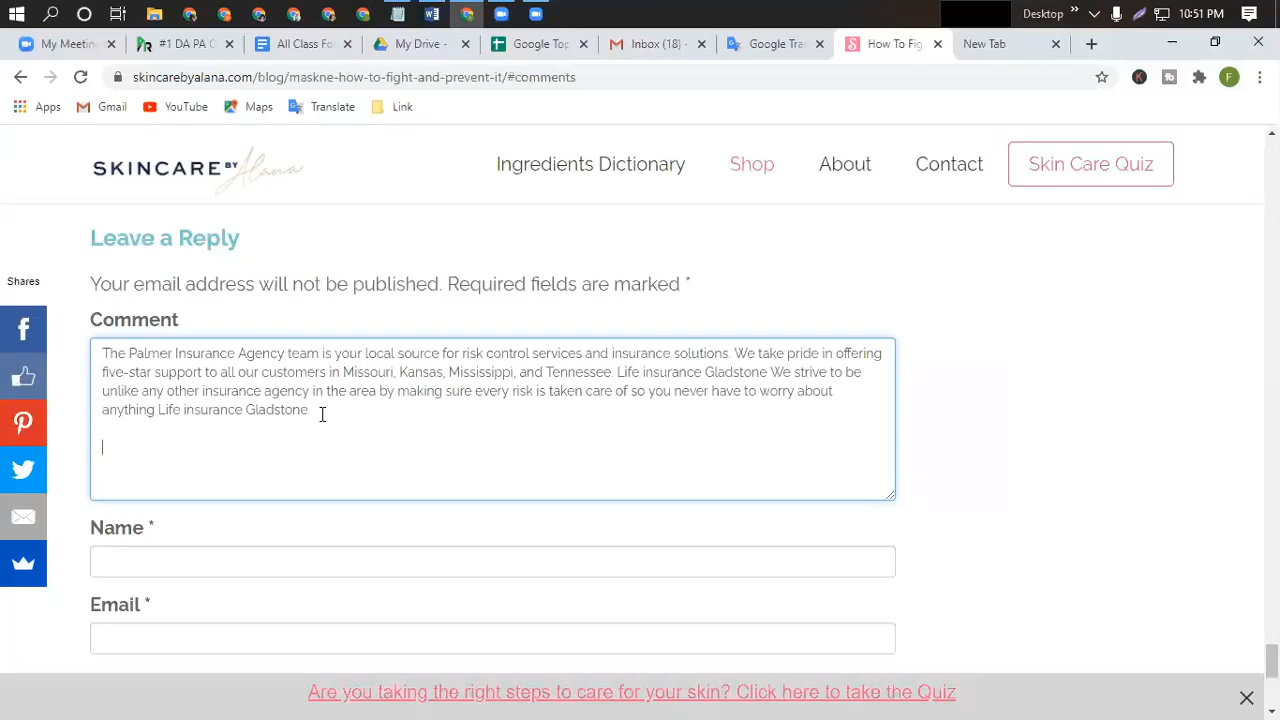 10:51 PM
Desktop
My Meetin
#1 DA PA C
All Class Fo
My Drive -
Google Top
Inbox (18) -
Google Tra
How To Fig
New Tab
skincarebyalana.com/blog/maskne-how-to-fight-and-prevent-it/#comments
Apps
Gmail
YouTube
Maps
Translate
Link
SKINCARE BY Alana
Ingredients Dictionary
Shop
About
Contact
Skin Care Quiz
Leave a Reply
Your email address will not be published. Required fields are marked *
Shares
Comment
The Palmer Insurance Agency team is your local source for risk control services and insurance solutions. We take pride in offering
five-star support to all our customers in Missouri, Kansas, Mississippi, and Tennessee. Life insurance Gladstone We strive to be
unlike any other insurance agency in the area by making sure every risk is taken care of so you never have to worry about
anything Life insurance Gladstone.
Name *
Email *
Are you taking the right steps to care for your skin? Click here to take the Quiz